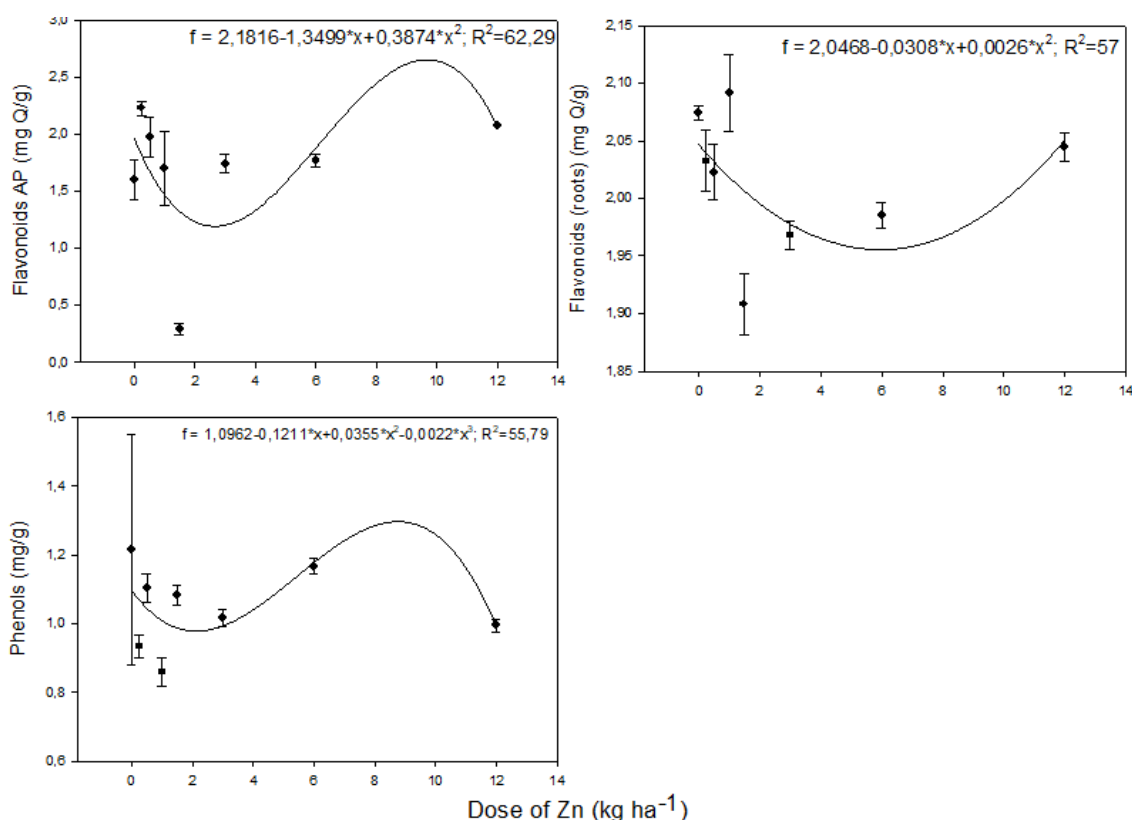 f = 2,1816-1,3499*x+0,3874*x²; R²=62,29
Flavonoids AP (mg Q/g)
3,0
2,5
2,0
1,5
1,0
0,5
0,0
0 2 4 6 8 10 12 14
f = 2,0468-0,0308*x+0,0026*x²; R²=57
Flavonoids (roots) (mg Q/g)
2,15
2,10
2,05
2,00
1,95
1,90
1,85
0 2 4 6 8 10 12 14
f = 1,0962-0,1211*x+0,0355*x²-0,0022*x³; R²=55,79
Phenols (mg/g)
1,6
1,4
1,2
1,0
0,8
0,6
0 2 4 6 8 10 12 14
Dose of Zn (kg ha⁻¹)